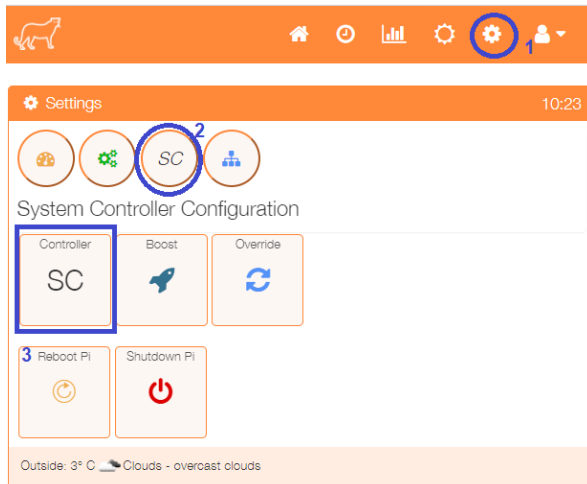 1
Settings 10:23
2
SC
System Controller Configuration
Controller Boost Override
SC
3 Reboot Pi Shutdown Pi
Outside: 3° C Clouds - overcast clouds